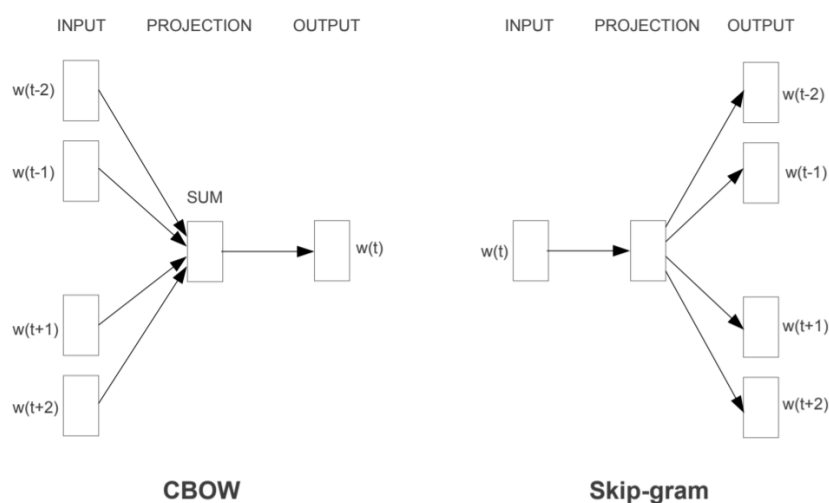 INPUT PROJECTION OUTPUT
w(t-2)
w(t-1)
SUM
w(t)
w(t+1)
w(t+2)
CBOW
INPUT PROJECTION OUTPUT
w(t-2)
w(t-1)
w(t)
w(t+1)
w(t+2)
Skip-gram